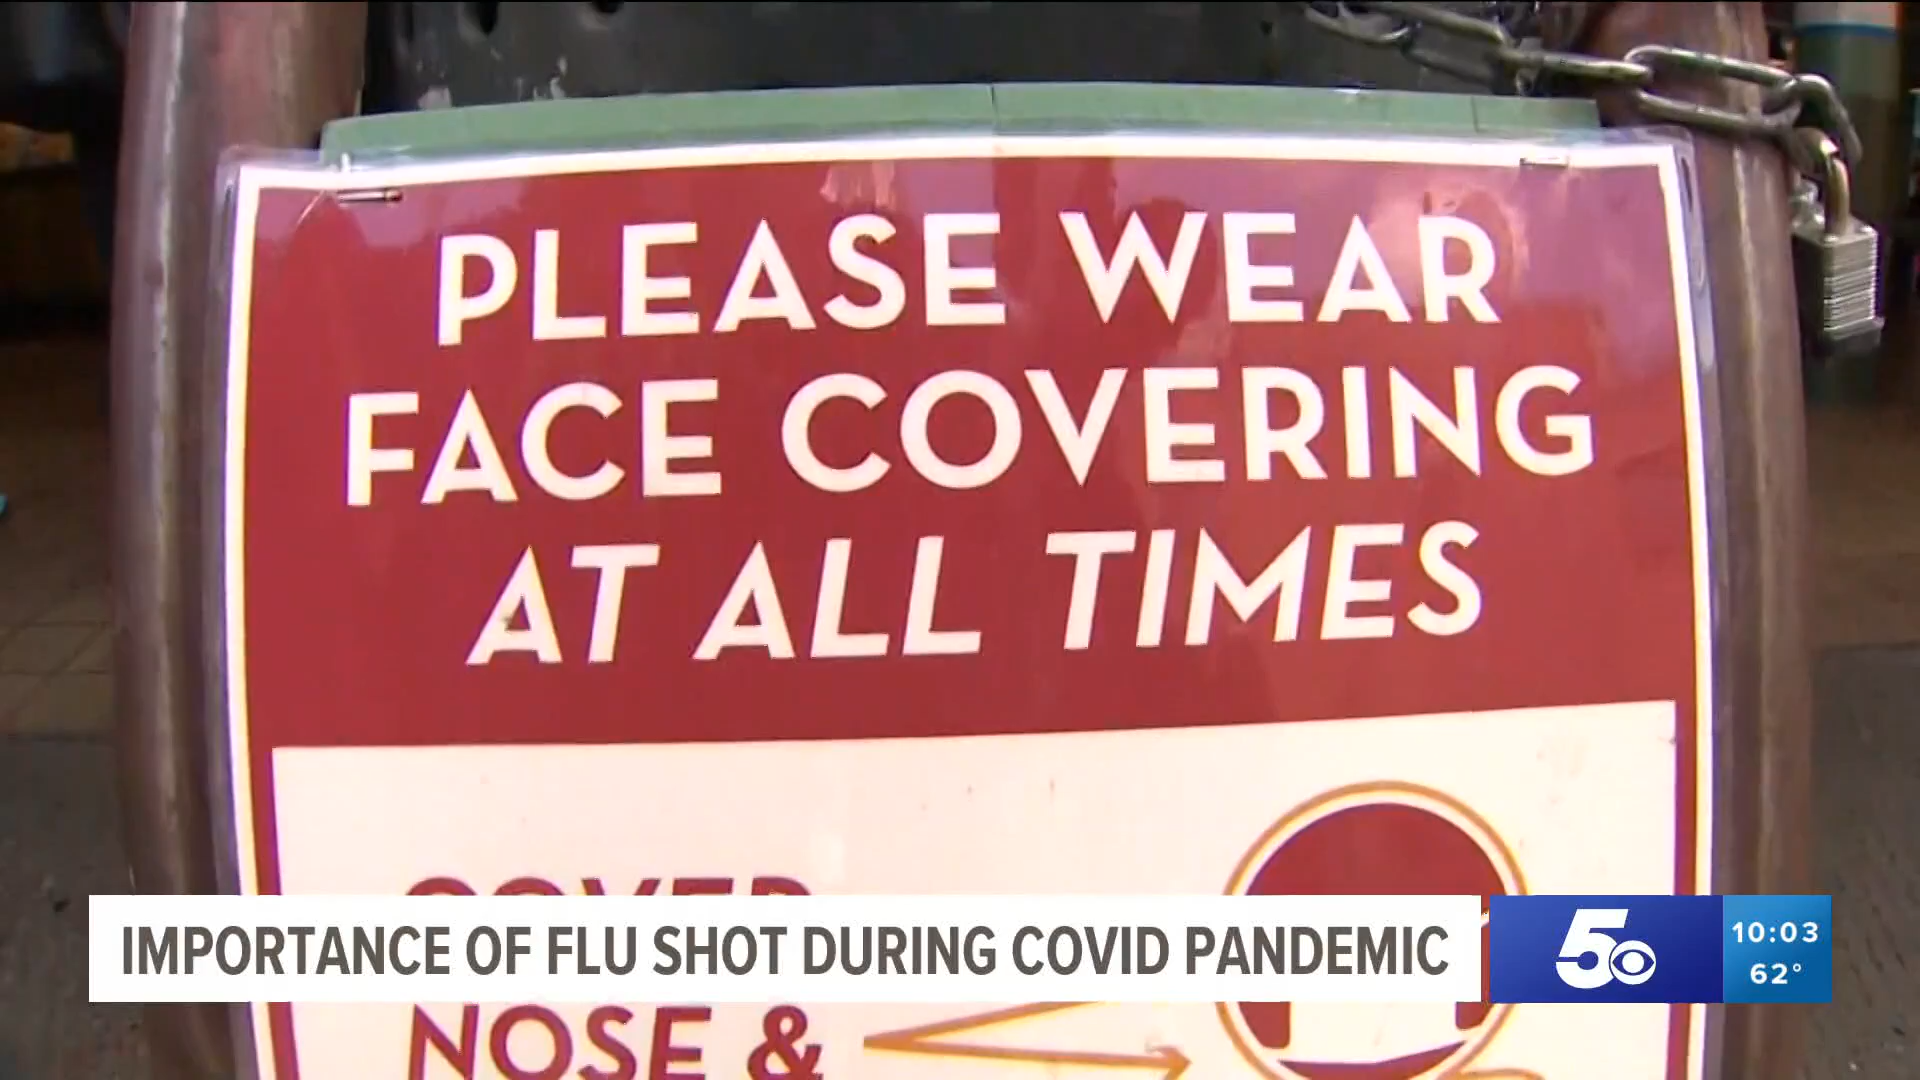 PLEASE WEAR
FACE COVERING
AT ALL TIMES
COVER
NOSE &
IMPORTANCE OF FLU SHOT DURING COVID PANDEMIC
5
10:03
62°